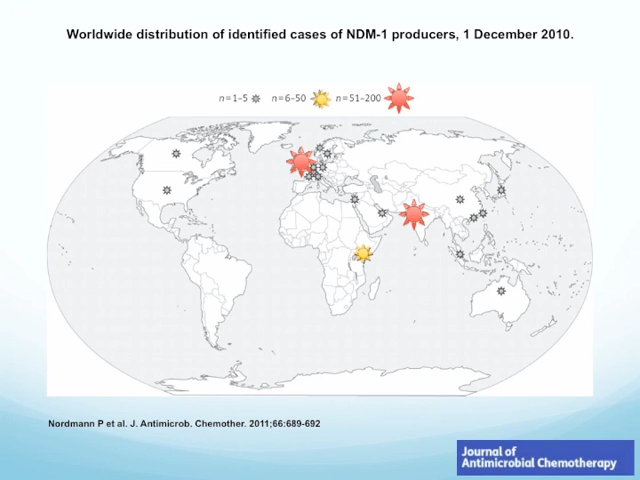 Worldwide distribution of identified cases of NDM-1 producers, 1 December 2010.
n=1–5 n=6–50 n=51–200
Nordmann P et al. J. Antimicrob. Chemother. 2011;66:689-692
Journal of
Antimicrobial Chemotherapy